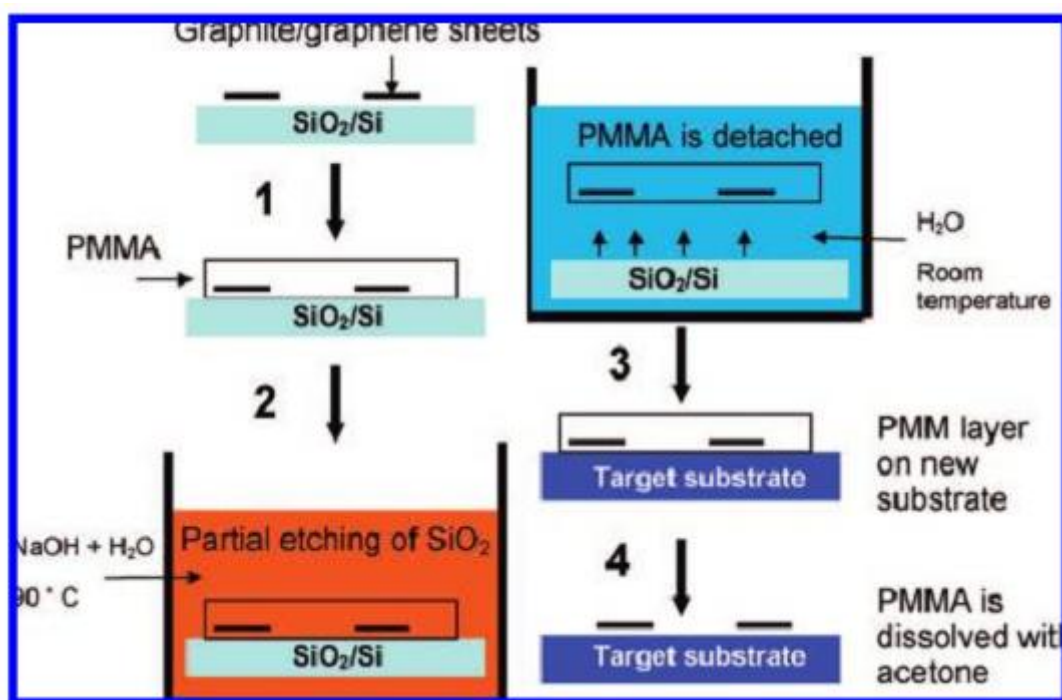 Graphite/graphene sheets
SiO₂/Si
1
PMMA
SiO₂/Si
2
NaOH + H₂O
90 ° C
Partial etching of SiO₂
SiO₂/Si
PMMA is detached
H₂O
SiO₂/Si
Room
temperature
3
PMM layer
on new
substrate
Target substrate
4
PMMA is
dissolved with
acetone
Target substrate